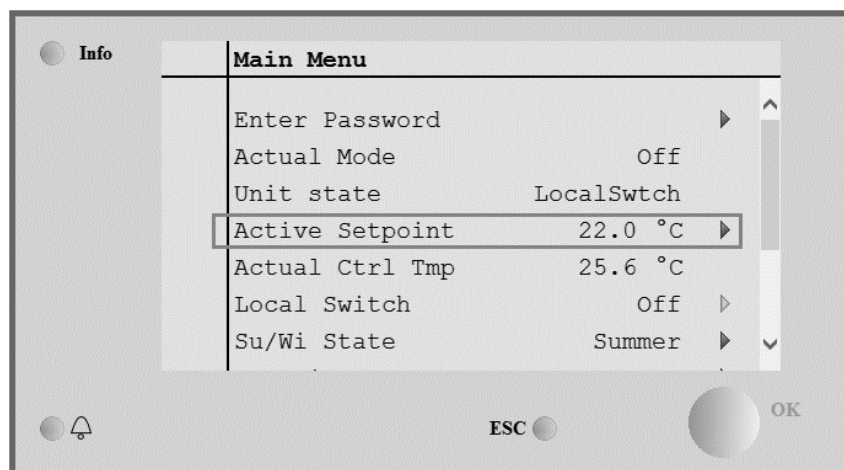 Info
Main Menu
Enter Password
Actual Mode Off
Unit state LocalSwtch
Active Setpoint 22.0 °C
Actual Ctrl Tmp 25.6 °C
Local Switch Off
Su/Wi State Summer
ESC
OK